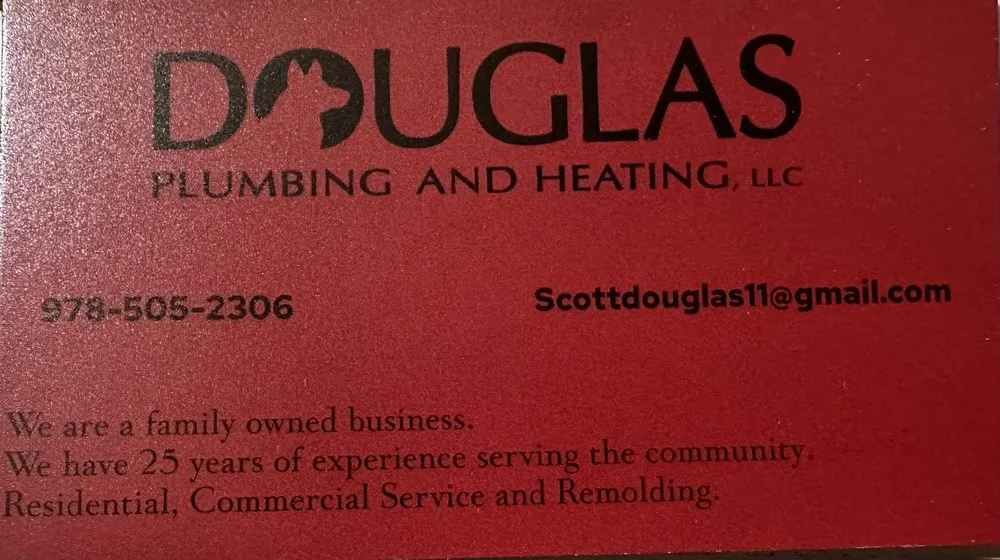 DOUGLAS
PLUMBING AND HEATING, LLC
978-505-2306
Scottdouglas11@gmail.com
We are a family owned business.
We have 25 years of experience serving the community.
Residential, Commercial Service and Remolding.